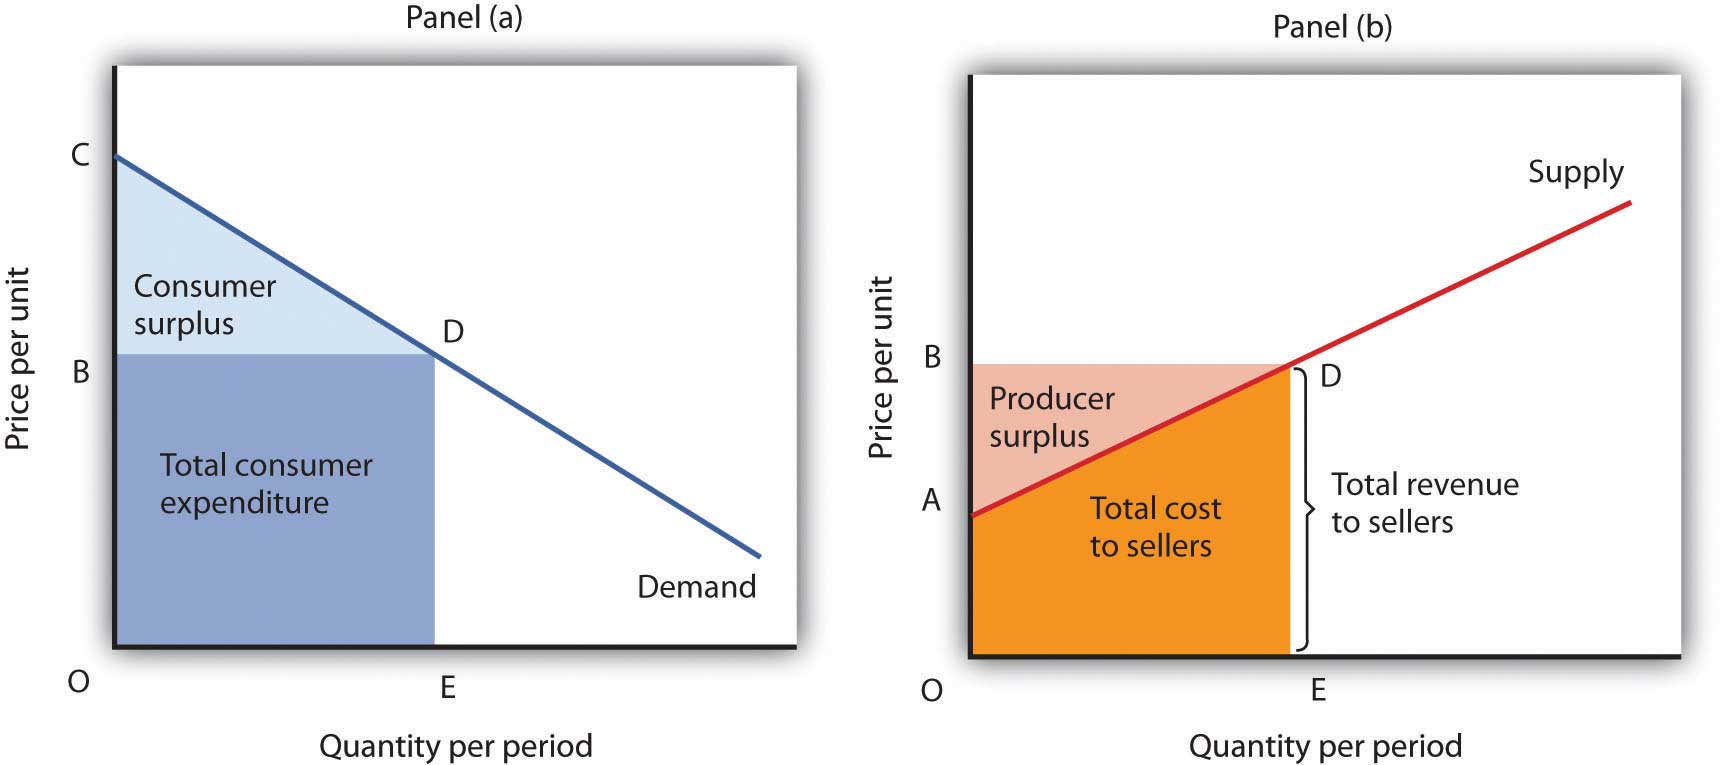 Panel (a)
C
Consumer
surplus
D
B
Total consumer
expenditure
Demand
Price per unit
O
E
Quantity per period
Panel (b)
Supply
B
D
Producer
surplus
A
Total cost
to sellers
Total revenue
to sellers
Price per unit
O
E
Quantity per period